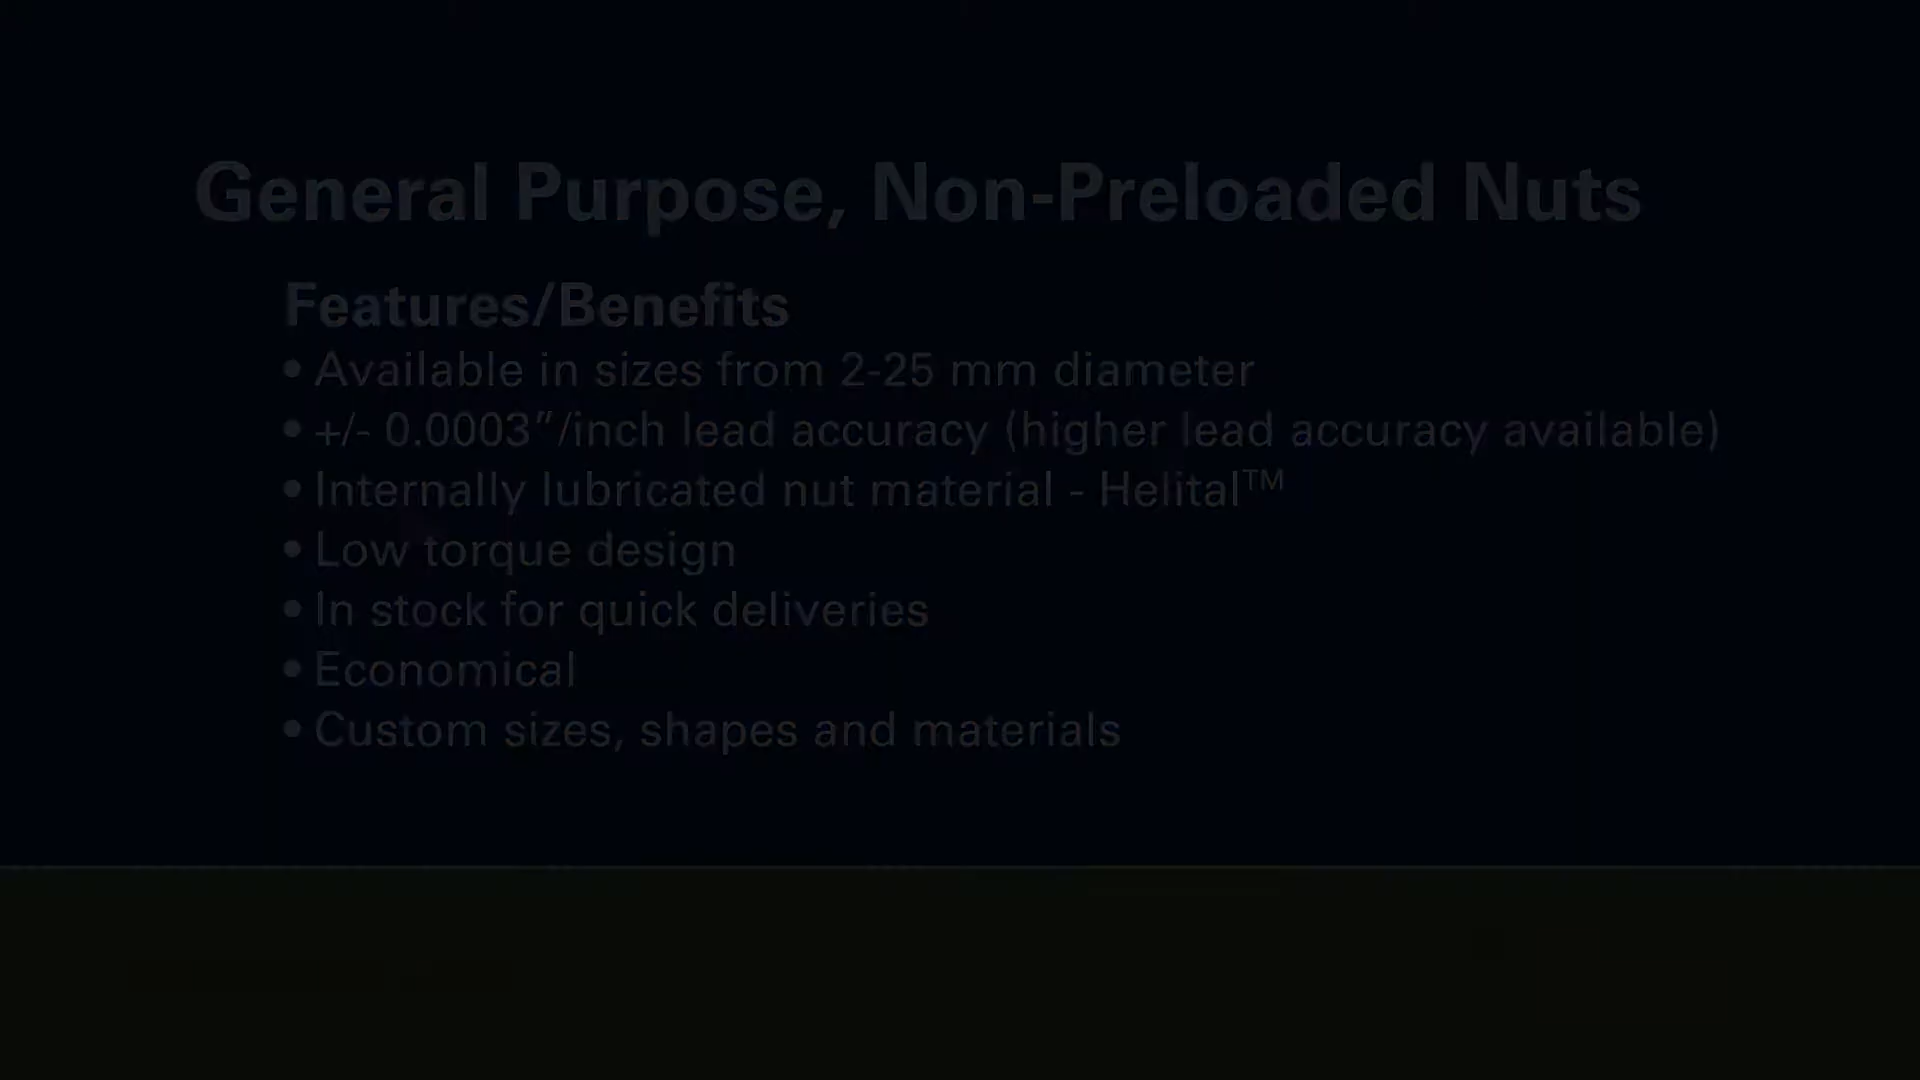 General Purpose, Non-Preloaded Nuts
Features/Benefits
• Available in sizes from 2-25 mm diameter
• +/- 0.0003”/inch lead accuracy (higher lead accuracy available)
• Internally lubricated nut material - Helital™
• Low torque design
• In stock for quick deliveries
• Economical
• Custom sizes, shapes and materials